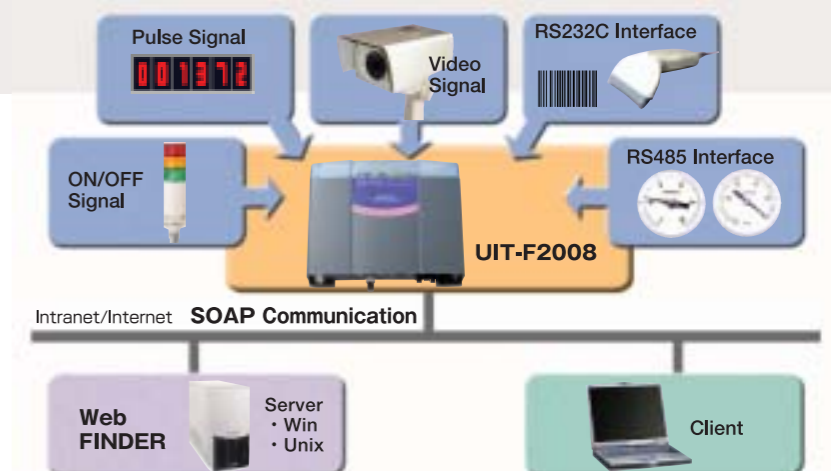 Pulse Signal
001372
Video
Signal
RS232C Interface
ON/OFF
Signal
RS485 Interface
UIT-F2008
Intranet/Internet SOAP Communication
Web
FINDER
Server
・Win
・Unix
Client